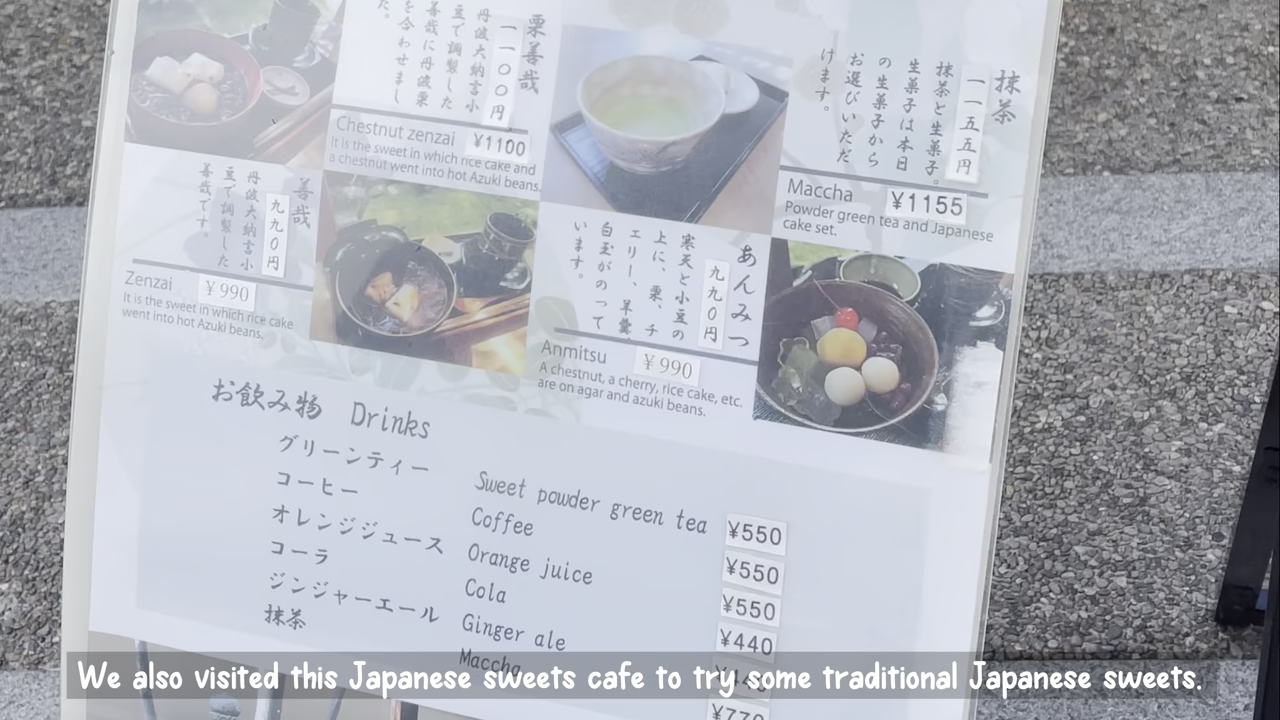 た。
栗善哉
一一〇〇円
丹波大納言小
豆で調製した
善哉に丹波栗
を合わせまし
Chestnut zenzai ¥1100
It is the sweet in which rice cake and
a chestnut went into hot Azuki beans.
抹茶
一一五五円
抹茶と生菓子。
生菓子は本日
の生菓子から
お選びいただ
けます。
Maccha ¥1155
Powder green tea and Japanese
cake set.
善哉
九九〇円
丹波大納言小
豆で調製した
善哉です。
Zenzai ¥990
It is the sweet in which rice cake
went into hot Azuki beans.
あんみつ
九九〇円
寒天と小豆の
上に、栗、チ
エリー、羊羹、
白玉がのって
います。
Anmitsu ¥990
A chestnut, a cherry, rice cake, etc.
are on agar and azuki beans.
お飲み物 Drinks
グリーンティー Sweet powder green tea ¥550
コーヒー Coffee ¥550
オレンジジュース Orange juice ¥550
コーラ Cola ¥440
ジンジャーエール Ginger ale ¥440
抹茶 Maccha ¥770
We also visited this Japanese sweets cafe to try some traditional Japanese sweets.